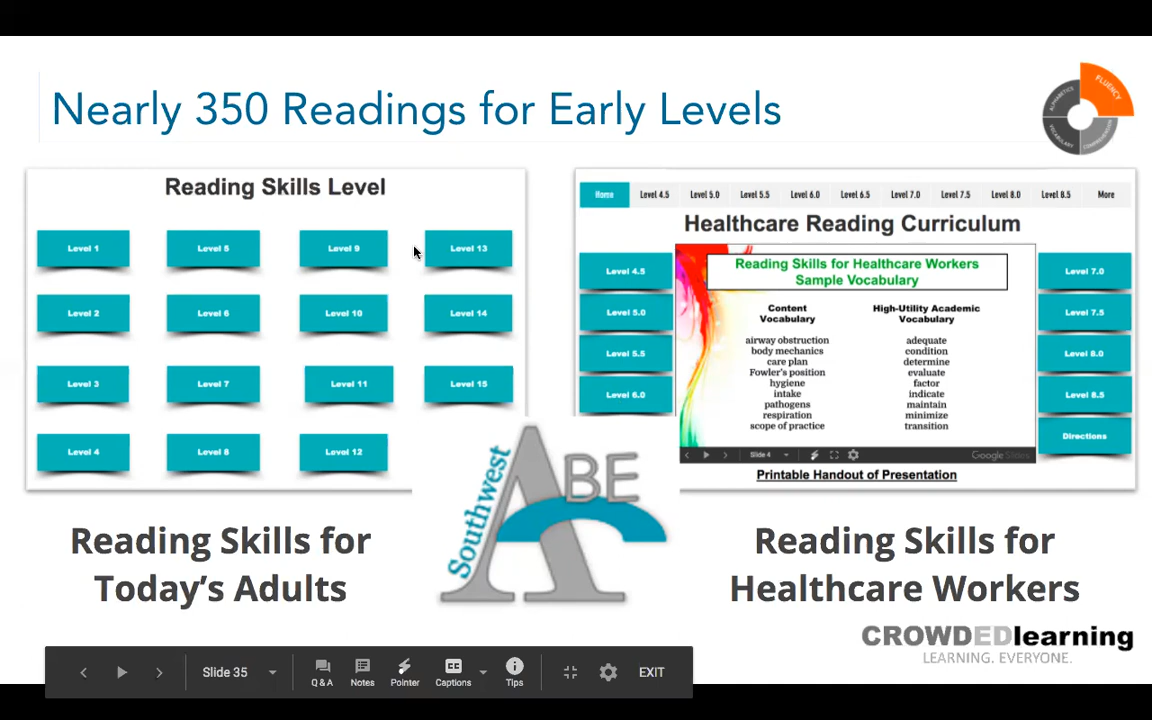 Nearly 350 Readings for Early Levels
ALPHABETICS
FLUENCY
VOCABULARY
COMPREHENSION
Reading Skills Level
Level 1
Level 5
Level 9
Level 13
Level 2
Level 6
Level 10
Level 14
Level 3
Level 7
Level 11
Level 15
Level 4
Level 8
Level 12
Reading Skills for
Today's Adults
Southwest
ABE
Home Level 4.5 Level 5.0 Level 5.5 Level 6.0 Level 6.5 Level 7.0 Level 7.5 Level 8.0 Level 8.5 More
Healthcare Reading Curriculum
Level 4.5
Level 5.0
Level 5.5
Level 6.0
Reading Skills for Healthcare Workers
Sample Vocabulary
Content
Vocabulary
airway obstruction
body mechanics
care plan
Fowler's position
hygiene
intake
pathogens
respiration
scope of practice
High-Utility Academic
Vocabulary
adequate
condition
determine
evaluate
factor
indicate
maintain
minimize
transition
Slide 4
Google Slides
Level 7.0
Level 7.5
Level 8.0
Level 8.5
Directions
Printable Handout of Presentation
Reading Skills for
Healthcare Workers
CROWDEDlearning
LEARNING. EVERYONE.
Slide 35
Q & A
Notes
Pointer
CC
Captions
Tips
EXIT